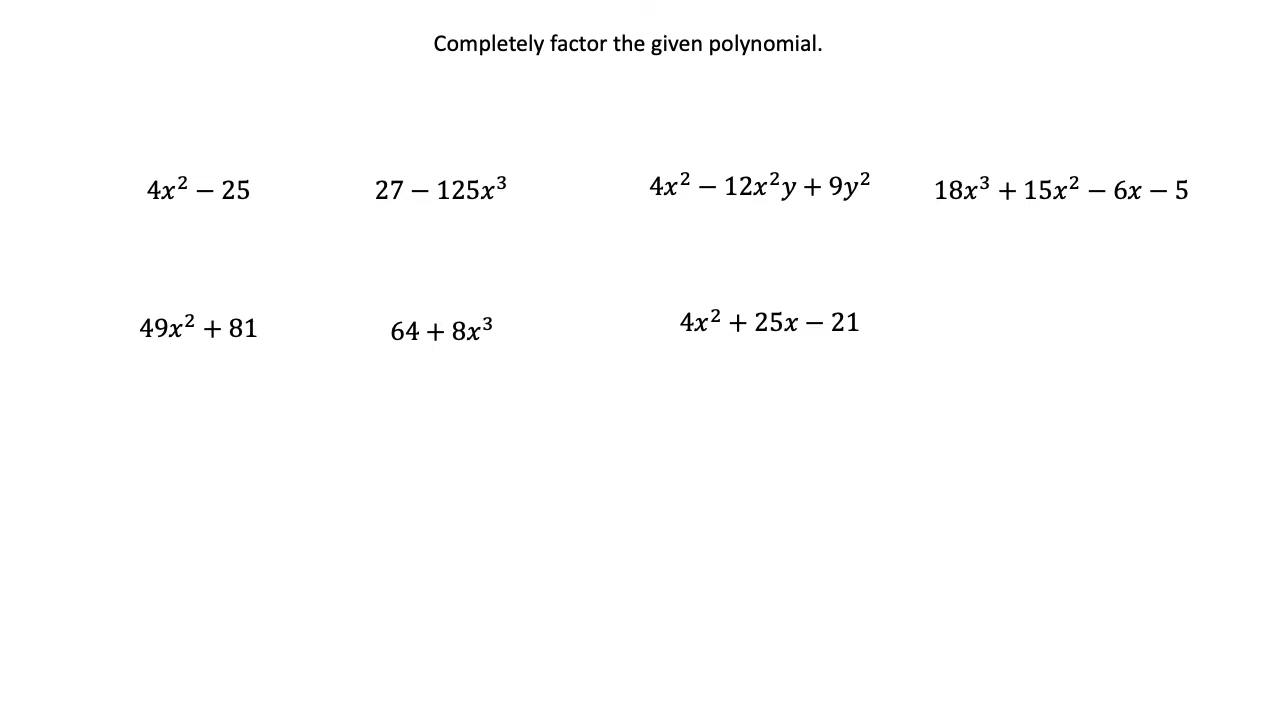 Completely factor the given polynomial.
4x² − 25
27 − 125x³
4x² − 12x²y + 9y²
18x³ + 15x² − 6x − 5
49x² + 81
64 + 8x³
4x² + 25x − 21